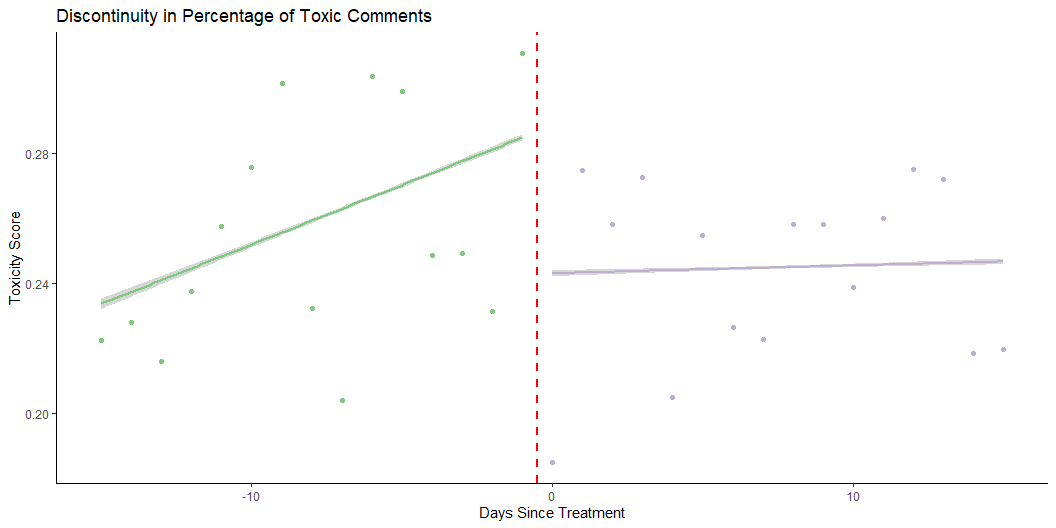 Discontinuity in Percentage of Toxic Comments
Toxicity Score
0.28
0.24
0.20
-10
0
10
Days Since Treatment